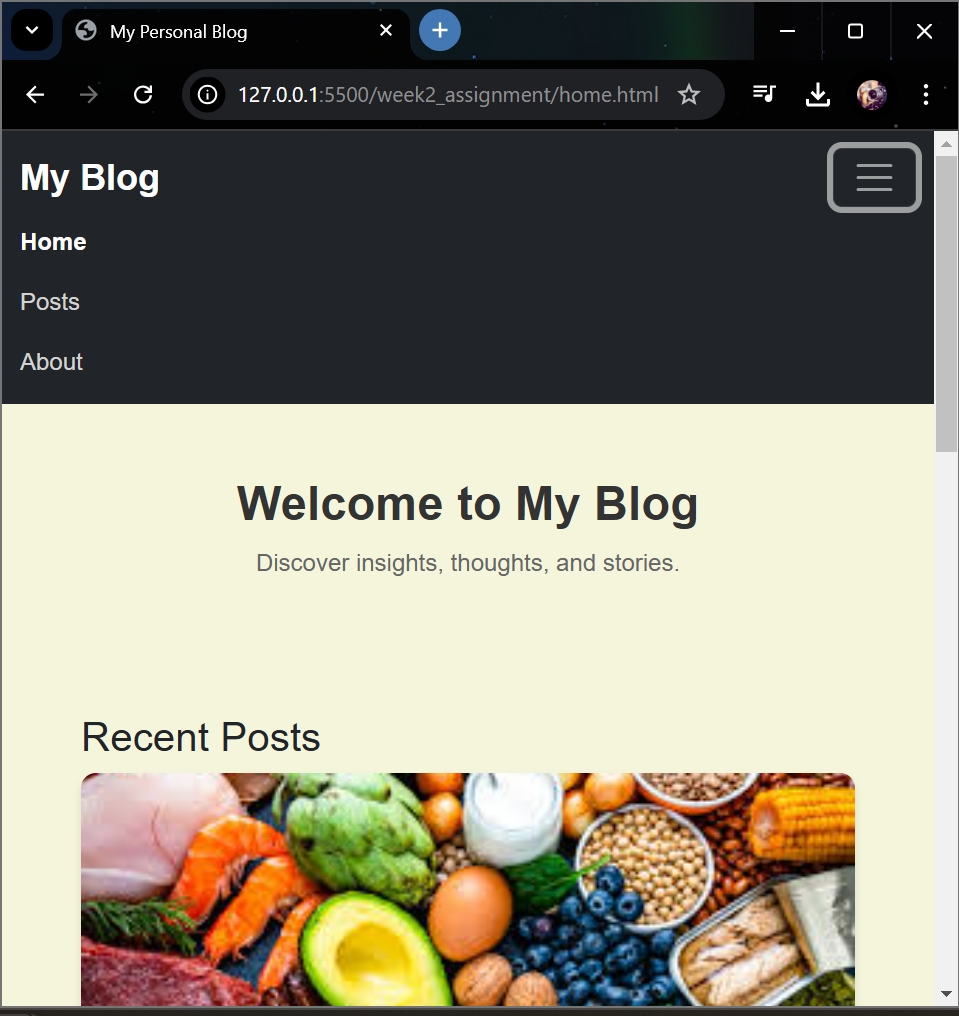 My Personal Blog
127.0.0.1:5500/week2_assignment/home.html
My Blog
Home
Posts
About
Welcome to My Blog
Discover insights, thoughts, and stories.
Recent Posts